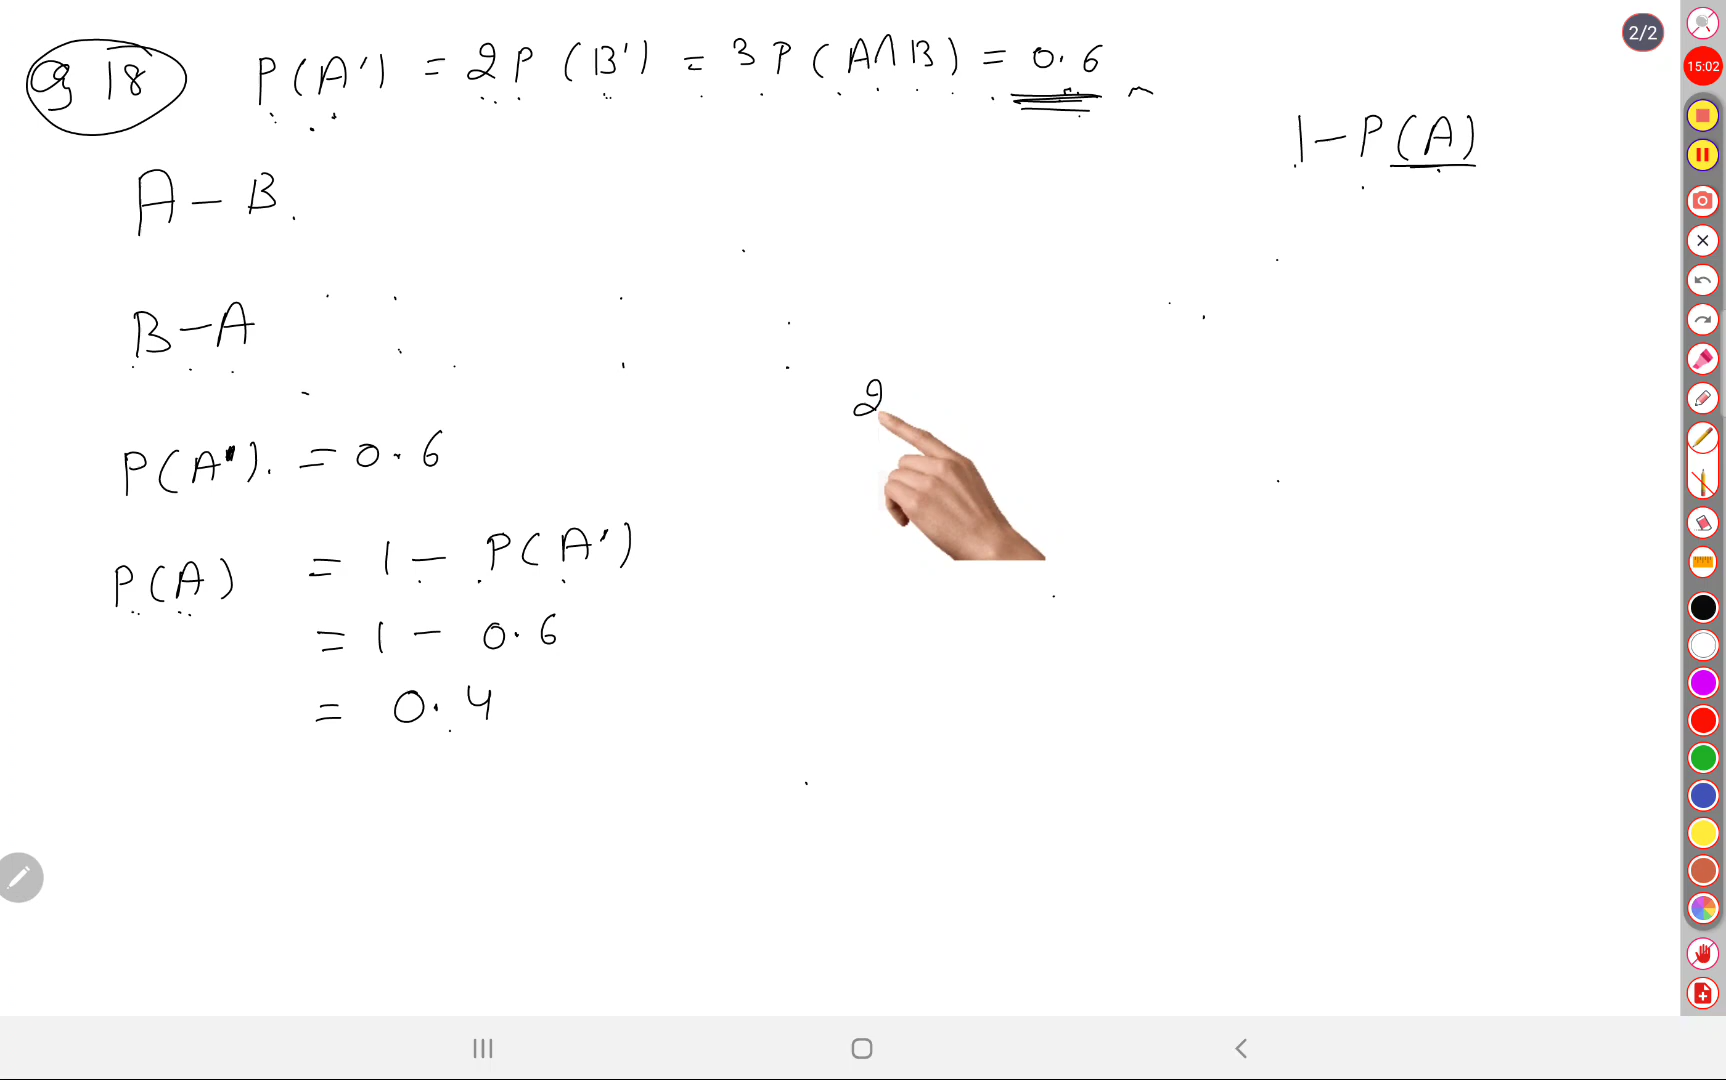 Q 18 P(A') = 2P(B') = 3P(A∩B) = 0.6
1-P(A)
A-B.
B-A
2
P(A'). = 0.6
P(A) = 1 - P(A')
= 1 - 0.6
= 0.4
2/2
15:02